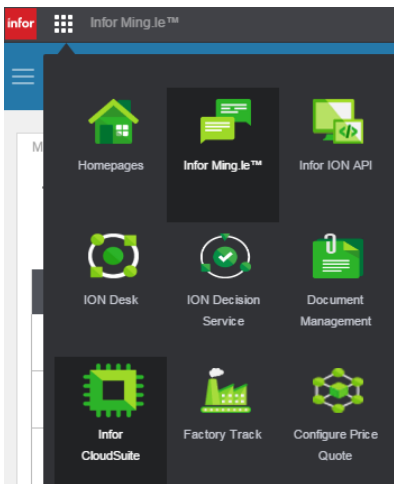 infor Infor Ming.le™
M
Homepages Infor Ming.le™ Infor ION API
ION Desk ION Decision Document
Service Management
Infor Factory Track Configure Price
CloudSuite Quote